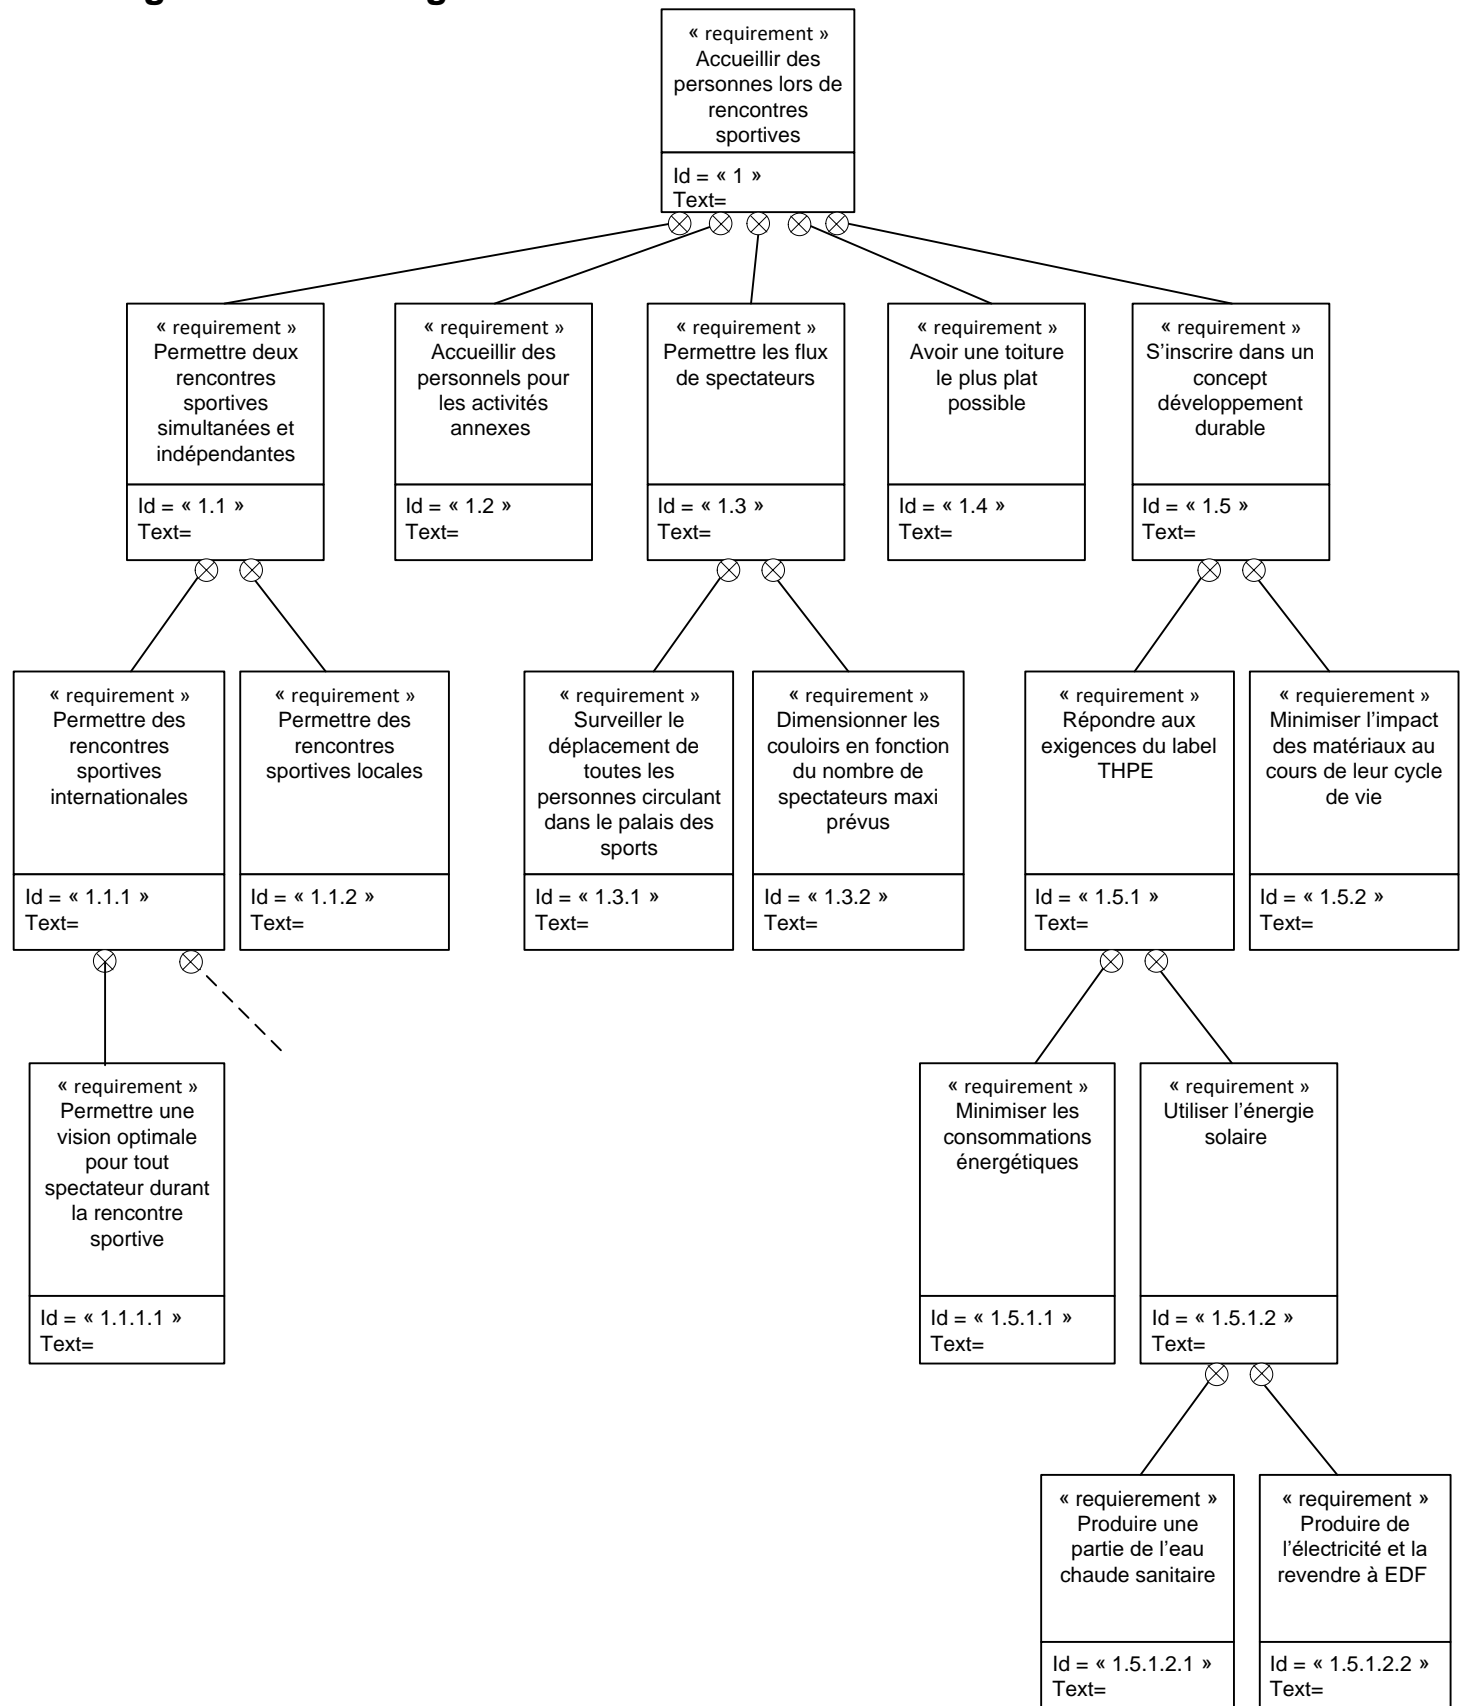 « requirement »
Accueillir des
personnes lors de
rencontres
sportives
Id = « 1 »
Text=
« requirement »
Permettre deux
rencontres
sportives
simultanées et
indépendantes
Id = « 1.1 »
Text=
« requirement »
Accueillir des
personnels pour
les activités
annexes
Id = « 1.2 »
Text=
« requirement »
Permettre les flux
de spectateurs
Id = « 1.3 »
Text=
« requirement »
Avoir une toiture
le plus plat
possible
Id = « 1.4 »
Text=
« requirement »
S’inscrire dans un
concept
développement
durable
Id = « 1.5 »
Text=
« requirement »
Permettre des
rencontres
sportives
internationales
Id = « 1.1.1 »
Text=
« requirement »
Permettre des
rencontres
sportives locales
Id = « 1.1.2 »
Text=
« requirement »
Surveiller le
déplacement de
toutes les
personnes circulant
dans le palais des
sports
Id = « 1.3.1 »
Text=
« requirement »
Dimensionner les
couloirs en fonction
du nombre de
spectateurs maxi
prévus
Id = « 1.3.2 »
Text=
« requirement »
Répondre aux
exigences du label
THPE
Id = « 1.5.1 »
Text=
« requierement »
Minimiser l’impact
des matériaux au
cours de leur cycle
de vie
Id = « 1.5.2 »
Text=
« requirement »
Permettre une
vision optimale
pour tout
spectateur durant
la rencontre
sportive
Id = « 1.1.1.1 »
Text=
« requirement »
Minimiser les
consommations
énergétiques
Id = « 1.5.1.1 »
Text=
« requirement »
Utiliser l’énergie
solaire
Id = « 1.5.1.2 »
Text=
« requierement »
Produire une
partie de l’eau
chaude sanitaire
Id = « 1.5.1.2.1 »
Text=
« requirement »
Produire de
l’électricité et la
revendre à EDF
Id = « 1.5.1.2.2 »
Text=